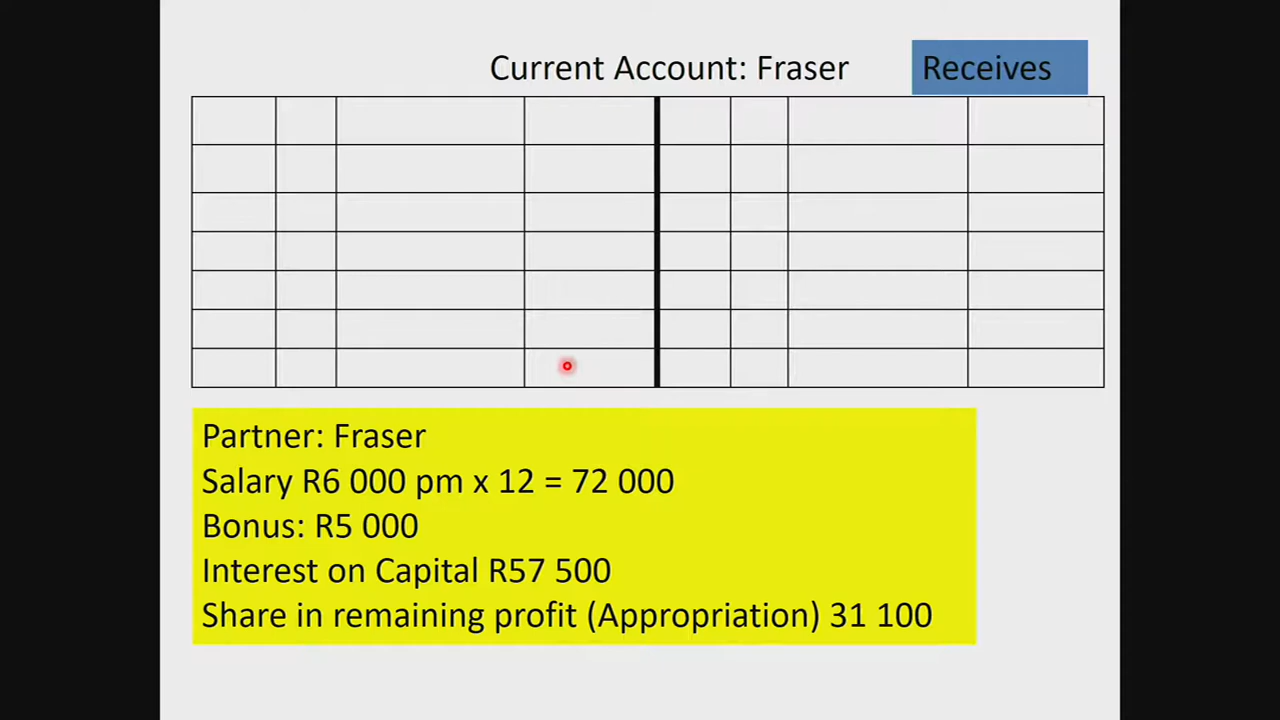 Current Account: Fraser
Receives
Partner: Fraser
Salary R6 000 pm x 12 = 72 000
Bonus: R5 000
Interest on Capital R57 500
Share in remaining profit (Appropriation) 31 100